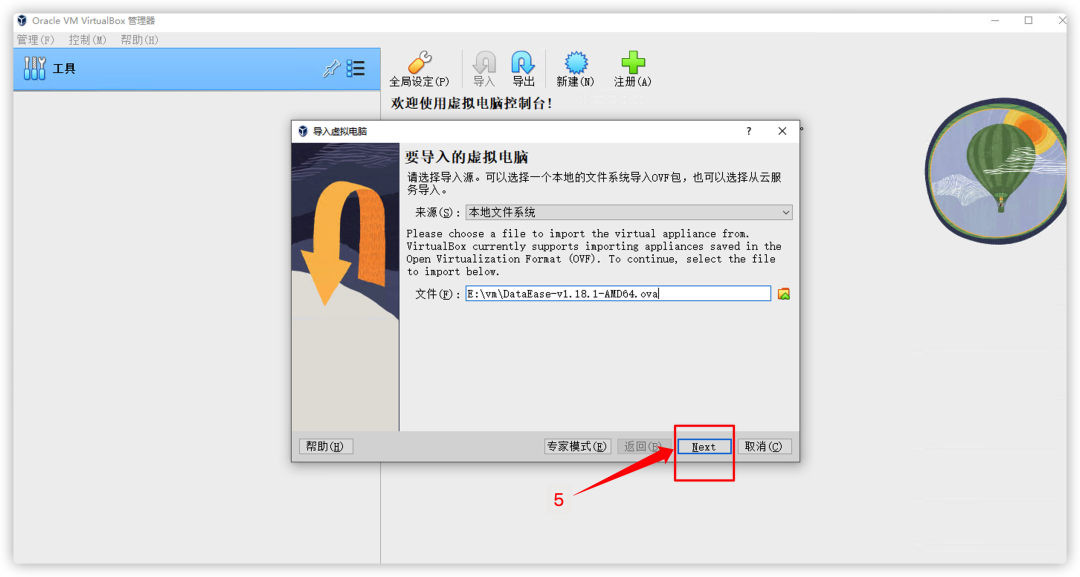 Oracle VM VirtualBox 管理器
管理(F) 控制(M) 帮助(H)
工具
全局设定(P) 导入 导出 新建(N) 注册(A)
欢迎使用虚拟电脑控制台！
导入虚拟电脑
要导入的虚拟电脑
请选择导入源。可以选择一个本地的文件系统导入OVF包，也可以选择从云服
务导入。
来源(S)： 本地文件系统
Please choose a file to import the virtual appliance from.
VirtualBox currently supports importing appliances saved in the
Open Virtualization Format (OVF). To continue, select the file
to import below.
文件(F)： E:\vm\DataEase-v1.18.1-AMD64.ova
帮助(H) 专家模式(E) 返回(B) Next 取消(C)
5